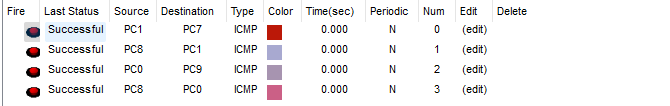 Fire Last Status Source Destination Type Color Time(sec) Periodic Num Edit Delete
Successful PC1 PC7 ICMP 0.000 N 0 (edit)
Successful PC8 PC1 ICMP 0.000 N 1 (edit)
Successful PC0 PC9 ICMP 0.000 N 2 (edit)
Successful PC8 PC0 ICMP 0.000 N 3 (edit)